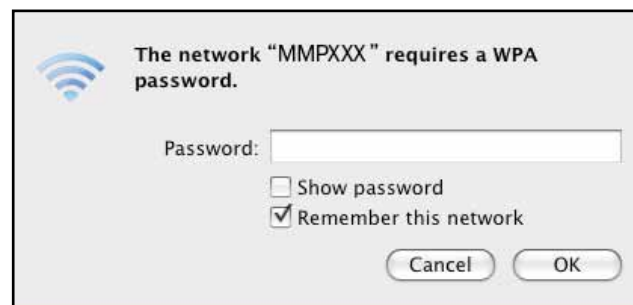 The network “MMPXXX” requires a WPA
password.
Password:
Show password
Remember this network
Cancel
OK